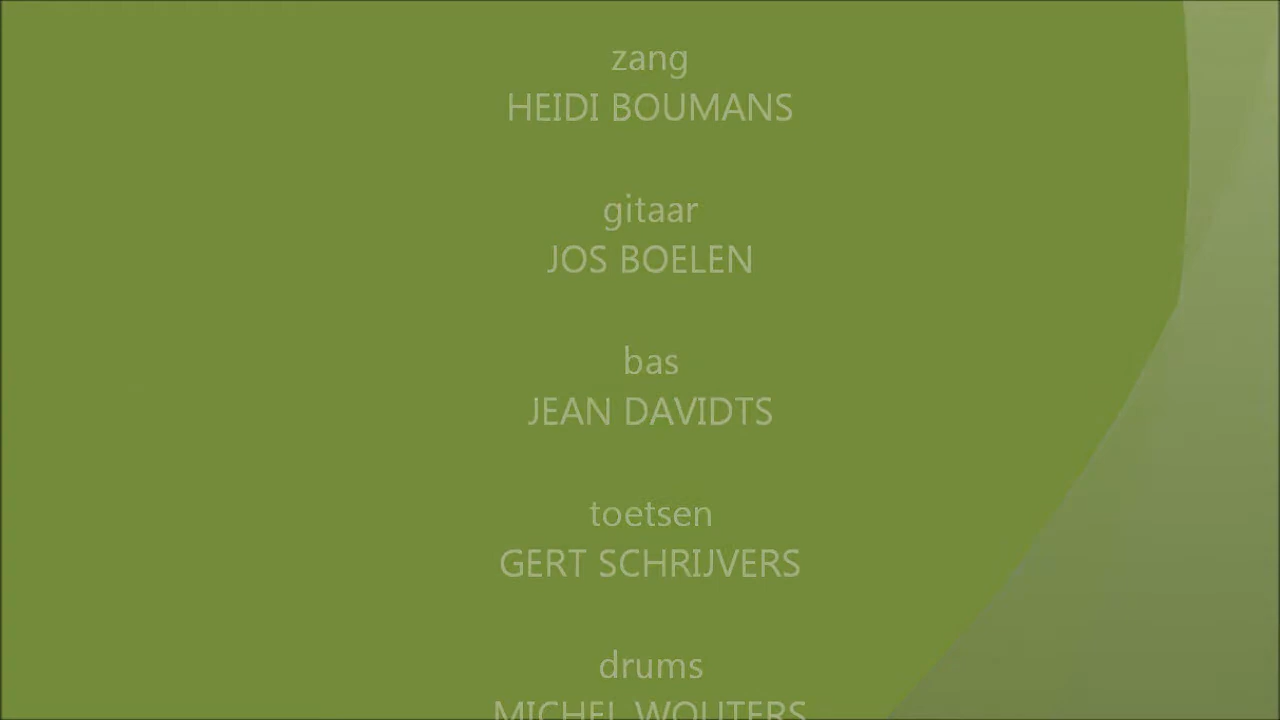 zang
HEIDI BOUMANS
gitaar
JOS BOELEN
bas
JEAN DAVIDTS
toetsen
GERT SCHRIJVERS
drums
MICHEL WOUTERS